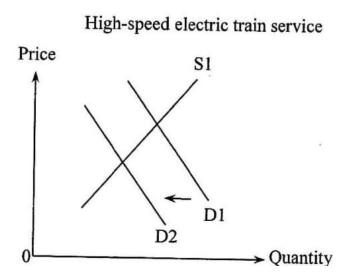 High-speed electric train service
Price
S1
D1
D2
0
Quantity